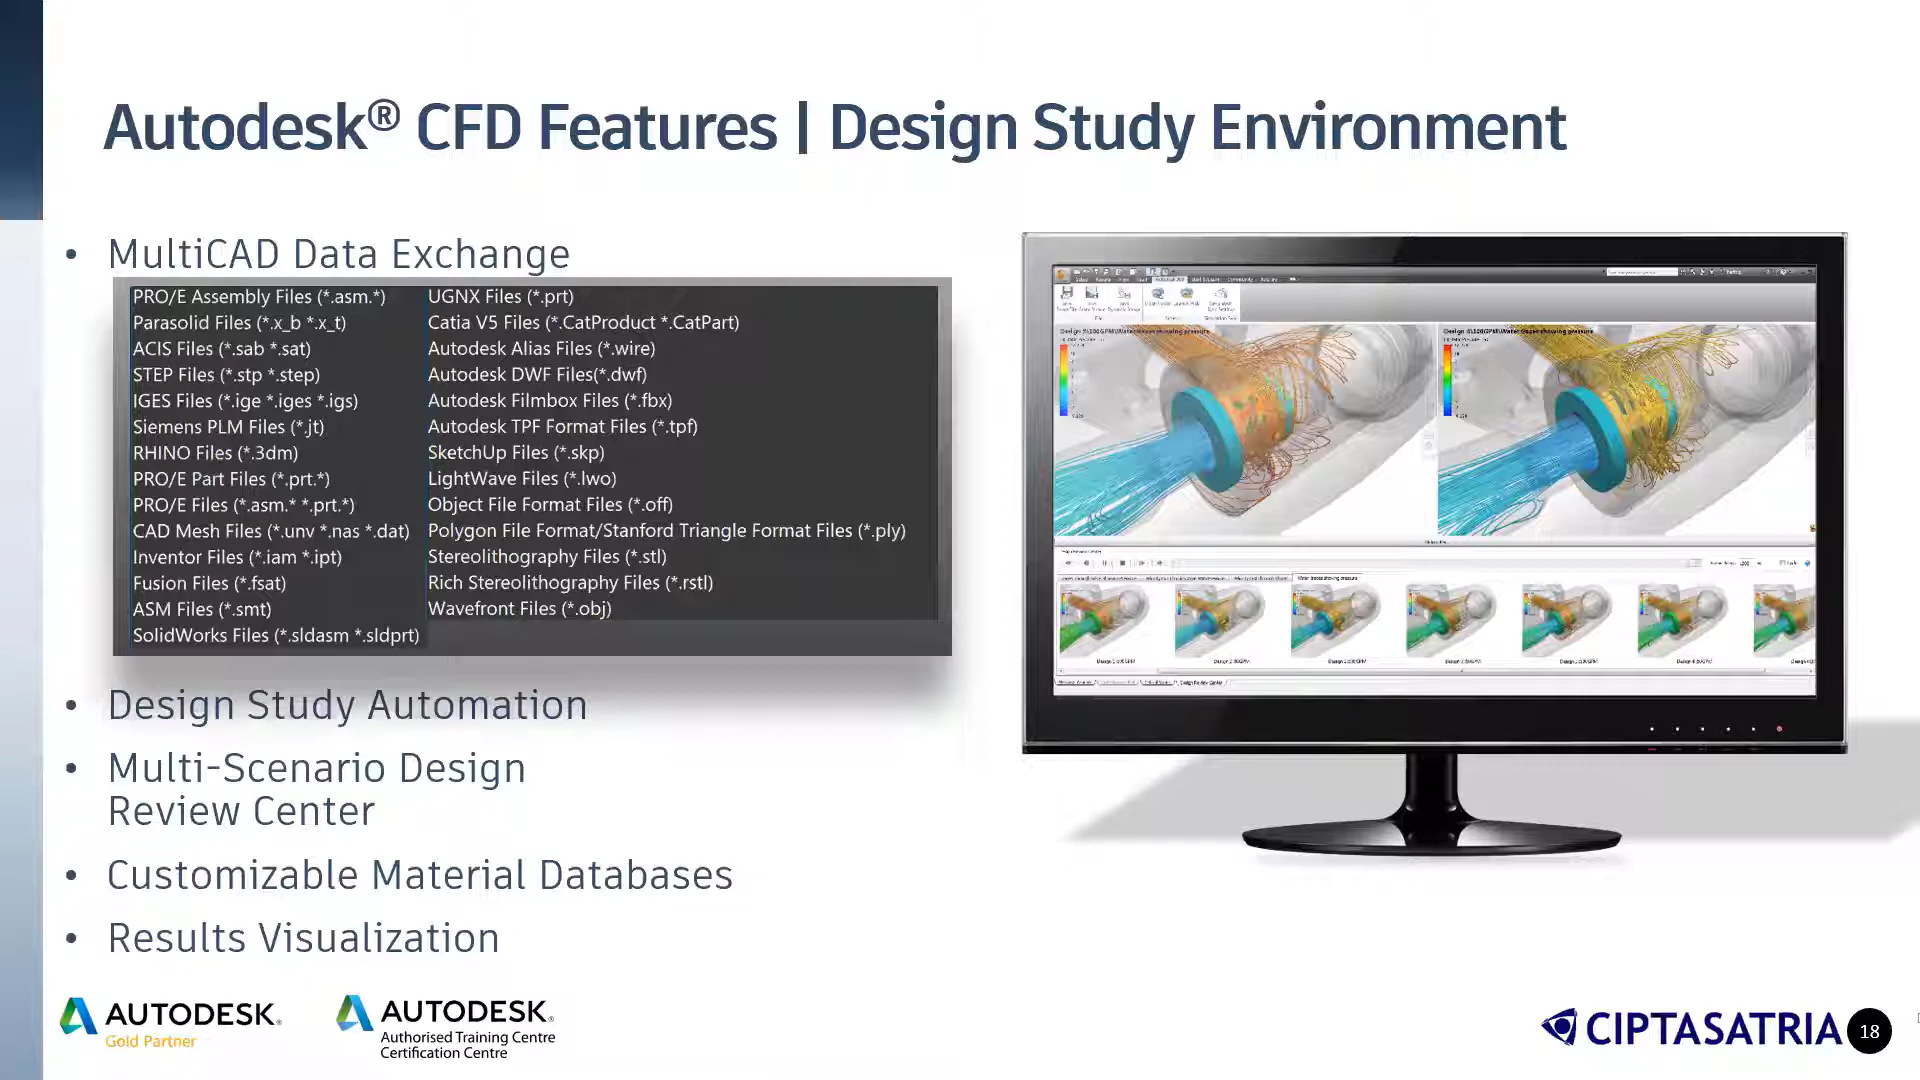 Autodesk® CFD Features | Design Study Environment
• MultiCAD Data Exchange
PRO/E Assembly Files (*.asm.*)
Parasolid Files (*.x_b *.x_t)
ACIS Files (*.sab *.sat)
STEP Files (*.stp *.step)
IGES Files (*.ige *.iges *.igs)
Siemens PLM Files (*.jt)
RHINO Files (*.3dm)
PRO/E Part Files (*.prt.*)
PRO/E Files (*.asm.* *.prt.*)
CAD Mesh Files (*.unv *.nas *.dat)
Inventor Files (*.iam *.ipt)
Fusion Files (*.fsat)
ASM Files (*.smt)
SolidWorks Files (*.sldasm *.sldprt)
UGNX Files (*.prt)
Catia V5 Files (*.CatProduct *.CatPart)
Autodesk Alias Files (*.wire)
Autodesk DWF Files(*.dwf)
Autodesk Filmbox Files (*.fbx)
Autodesk TPF Format Files (*.tpf)
SketchUp Files (*.skp)
LightWave Files (*.lwo)
Object File Format Files (*.off)
Polygon File Format/Stanford Triangle Format Files (*.ply)
Stereolithography Files (*.stl)
Rich Stereolithography Files (*.rstl)
Wavefront Files (*.obj)
• Design Study Automation
• Multi-Scenario Design
Review Center
• Customizable Material Databases
• Results Visualization
AUTODESK.
Gold Partner
AUTODESK.
Authorised Training Centre
Certification Centre
CIPTASATRIA
18